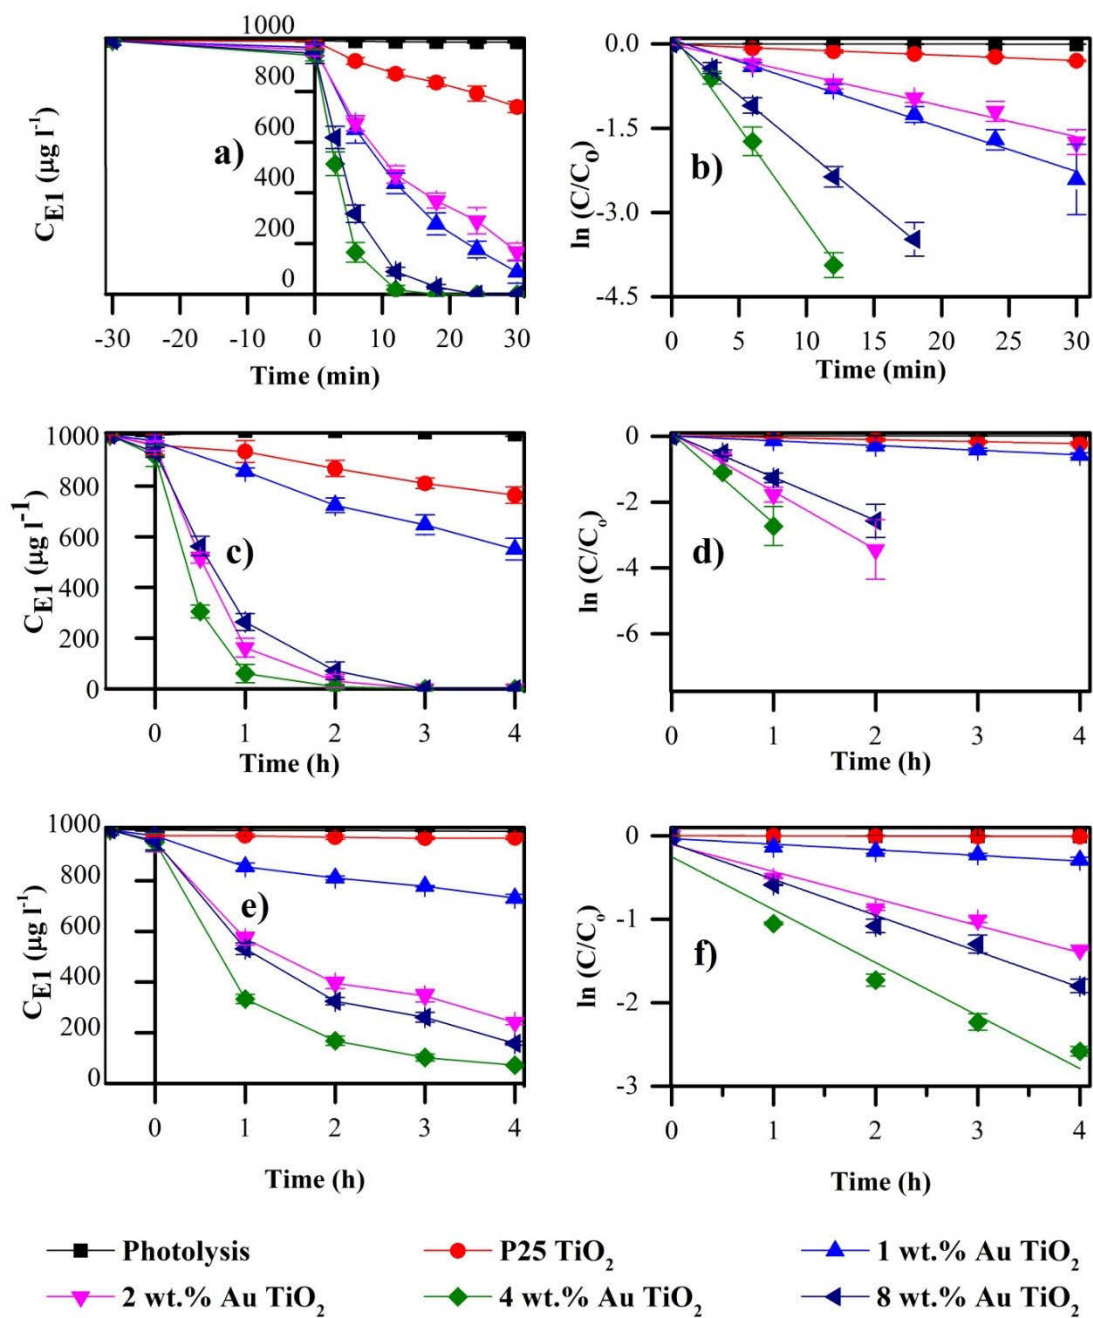 1000
800
600
400
200
0
C_E1 (µg l⁻¹)
a)
-30 -20 -10 0 10 20 30
Time (min)
0.0
-1.5
-3.0
-4.5
ln (C/C_o)
b)
0 5 10 15 20 25 30
Time (min)
1000
800
600
400
200
0
C_E1 (µg l⁻¹)
c)
0 1 2 3 4
Time (h)
0
-2
-4
-6
ln (C/C_o)
d)
0 1 2 3 4
Time (h)
1000
800
600
400
200
0
C_E1 (µg l⁻¹)
e)
0 1 2 3 4
Time (h)
0
-1
-2
-3
ln (C/C_o)
f)
0 1 2 3 4
Time (h)
Photolysis P25 TiO₂ 1 wt.% Au TiO₂
2 wt.% Au TiO₂ 4 wt.% Au TiO₂ 8 wt.% Au TiO₂